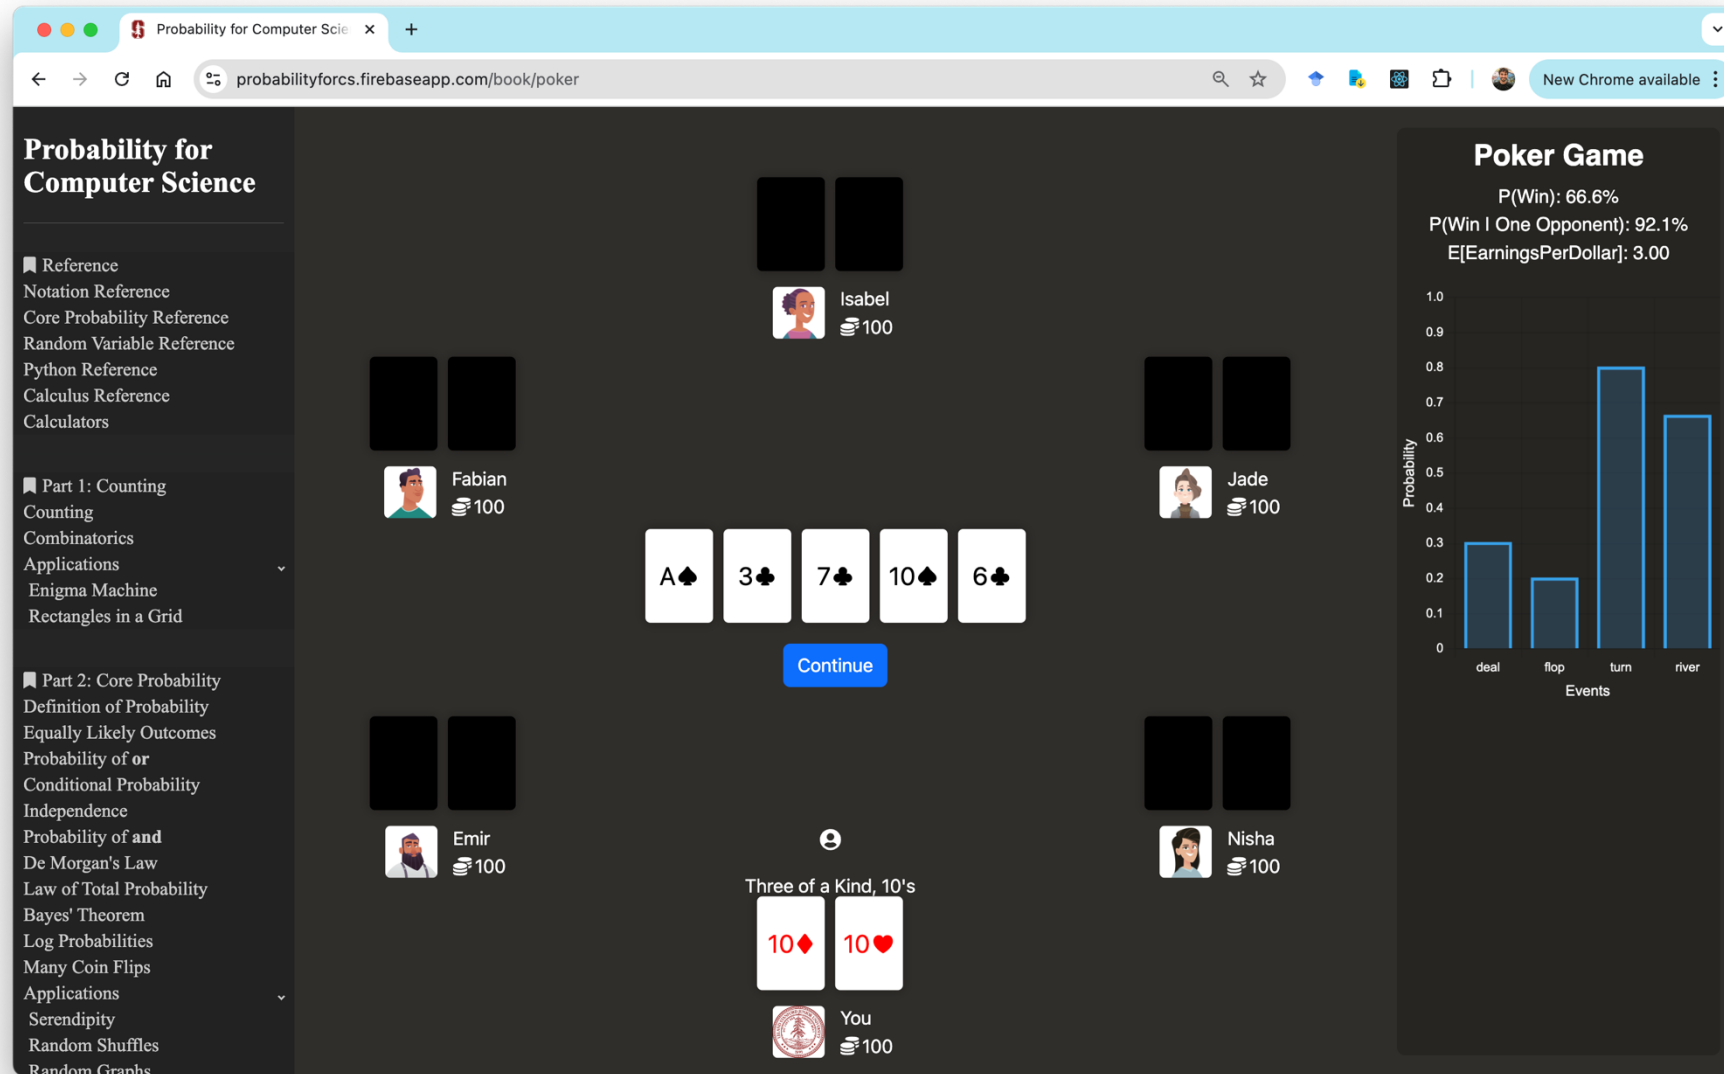 Probability for Computer Scie
probabilityforcs.firebaseapp.com/book/poker
New Chrome available
Probability for
Computer Science
Reference
Notation Reference
Core Probability Reference
Random Variable Reference
Python Reference
Calculus Reference
Calculators
Part 1: Counting
Counting
Combinatorics
Applications
Enigma Machine
Rectangles in a Grid
Part 2: Core Probability
Definition of Probability
Equally Likely Outcomes
Probability of or
Conditional Probability
Independence
Probability of and
De Morgan's Law
Law of Total Probability
Bayes' Theorem
Log Probabilities
Many Coin Flips
Applications
Serendipity
Random Shuffles
Random Graphs
Isabel
100
Fabian
100
Jade
100
A♠ 3♣ 7♣ 10♠ 6♣
Continue
Emir
100
Nisha
100
Three of a Kind, 10's
10♦ 10♥
You
100
Poker Game
P(Win): 66.6%
P(Win | One Opponent): 92.1%
E[EarningsPerDollar]: 3.00
1.0
0.9
0.8
0.7
0.6
0.5
0.4
0.3
0.2
0.1
0
Probability
deal flop turn river
Events